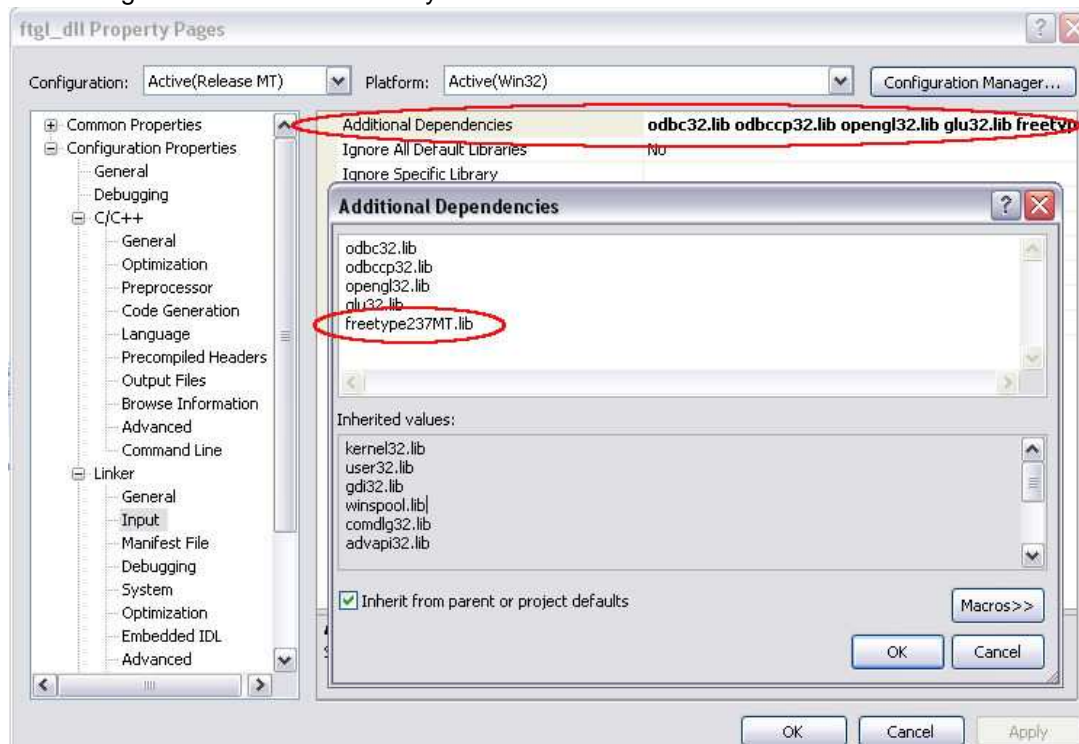 ftgl_dll Property Pages
Configuration: Active(Release MT) Platform: Active(Win32) Configuration Manager...
Common Properties
Configuration Properties
General
Debugging
C/C++
General
Optimization
Preprocessor
Code Generation
Language
Precompiled Headers
Output Files
Browse Information
Advanced
Command Line
Linker
General
Input
Manifest File
Debugging
System
Optimization
Embedded IDL
Advanced
Additional Dependencies odbc32.lib odbccp32.lib opengl32.lib glu32.lib freetyp
Ignore All Default Libraries No
Ignore Specific Library
Additional Dependencies
odbc32.lib
odbccp32.lib
opengl32.lib
glu32.lib
freetype237MT.lib
Inherited values:
kernel32.lib
user32.lib
gdi32.lib
winspool.lib
comdlg32.lib
advapi32.lib
Inherit from parent or project defaults
Macros>>
OK Cancel
OK Cancel Apply